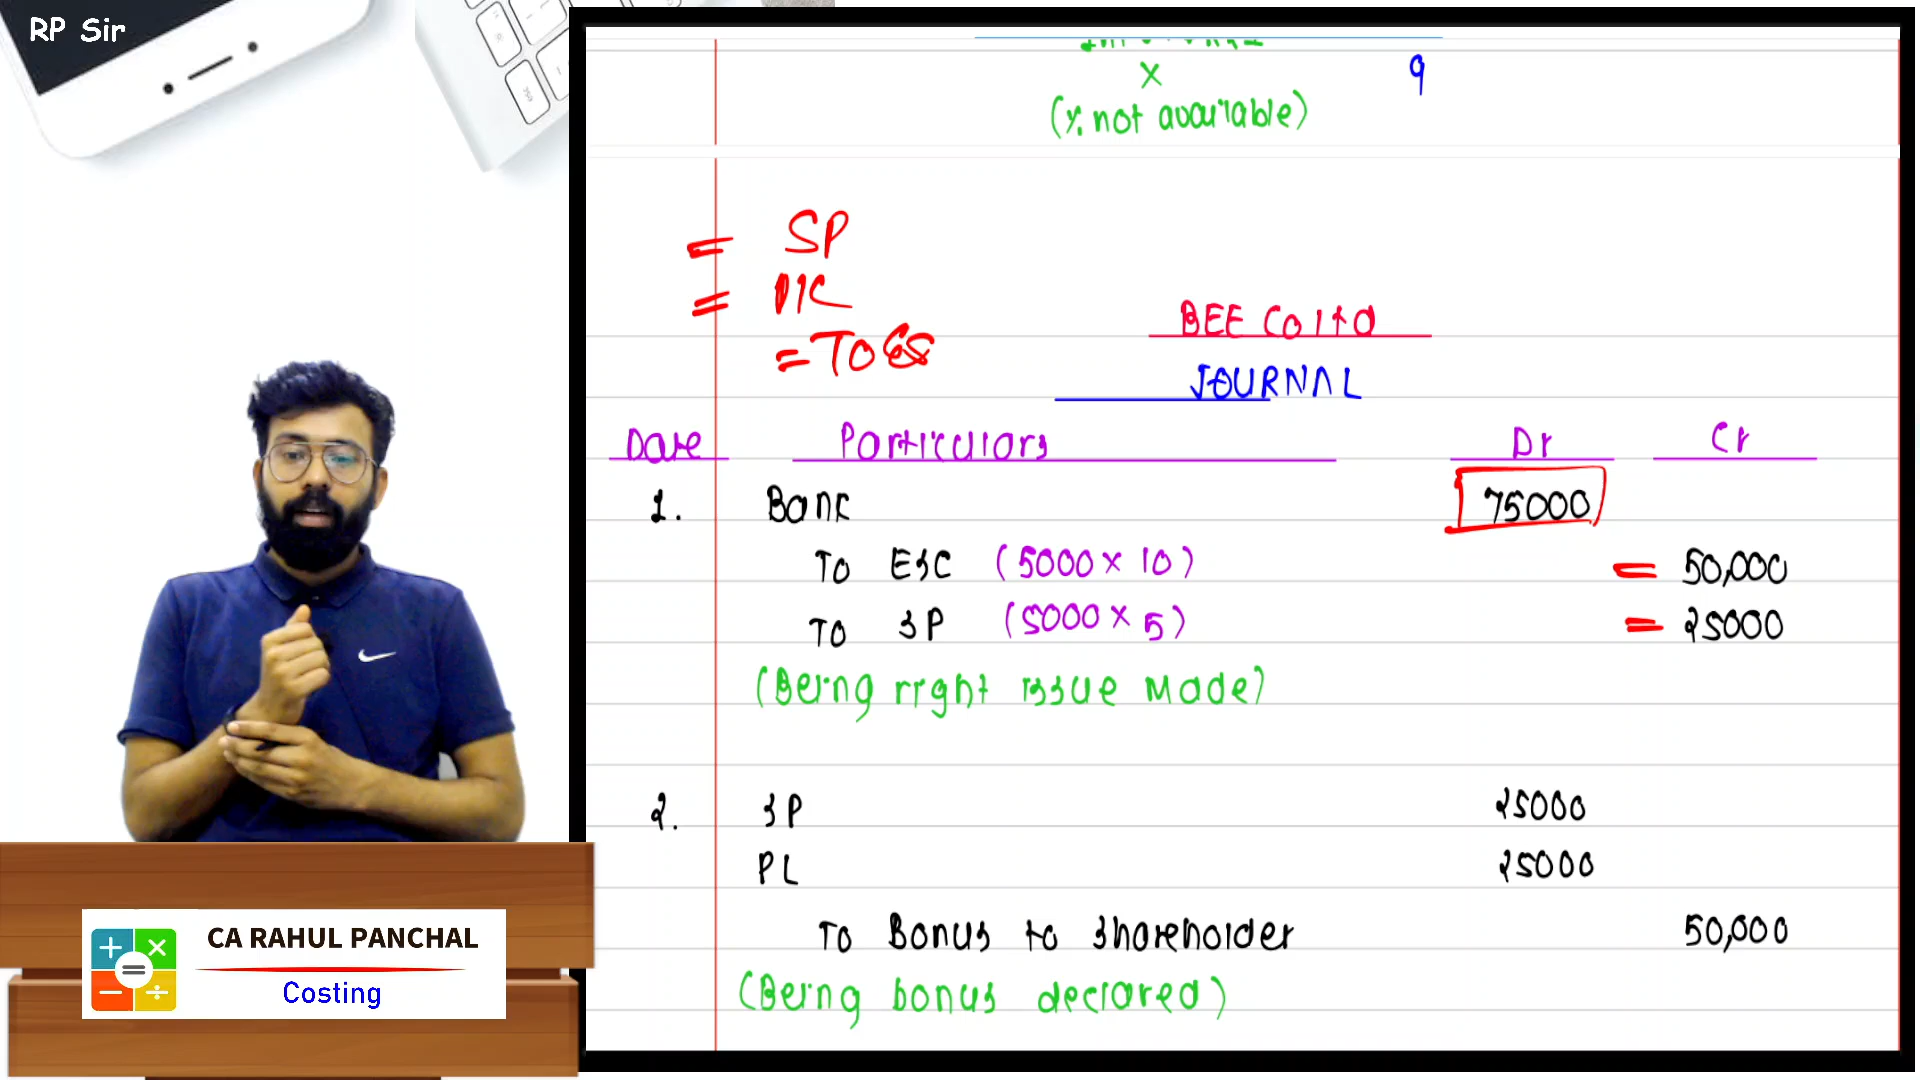 RP Sir
x 9
(% not available)
= SP
=
= TO
BEE Co ltd
JOURNAL
Date Particulars Dr Cr
1. Bank 75000
To ESC (5000 × 10) = 50,000
To SP (5000 × 5) = 25000
(Being right issue made)
2. SP 25000
PL 25000
To Bonus to shareholder 50,000
(Being bonus declared)
CA RAHUL PANCHAL
Costing